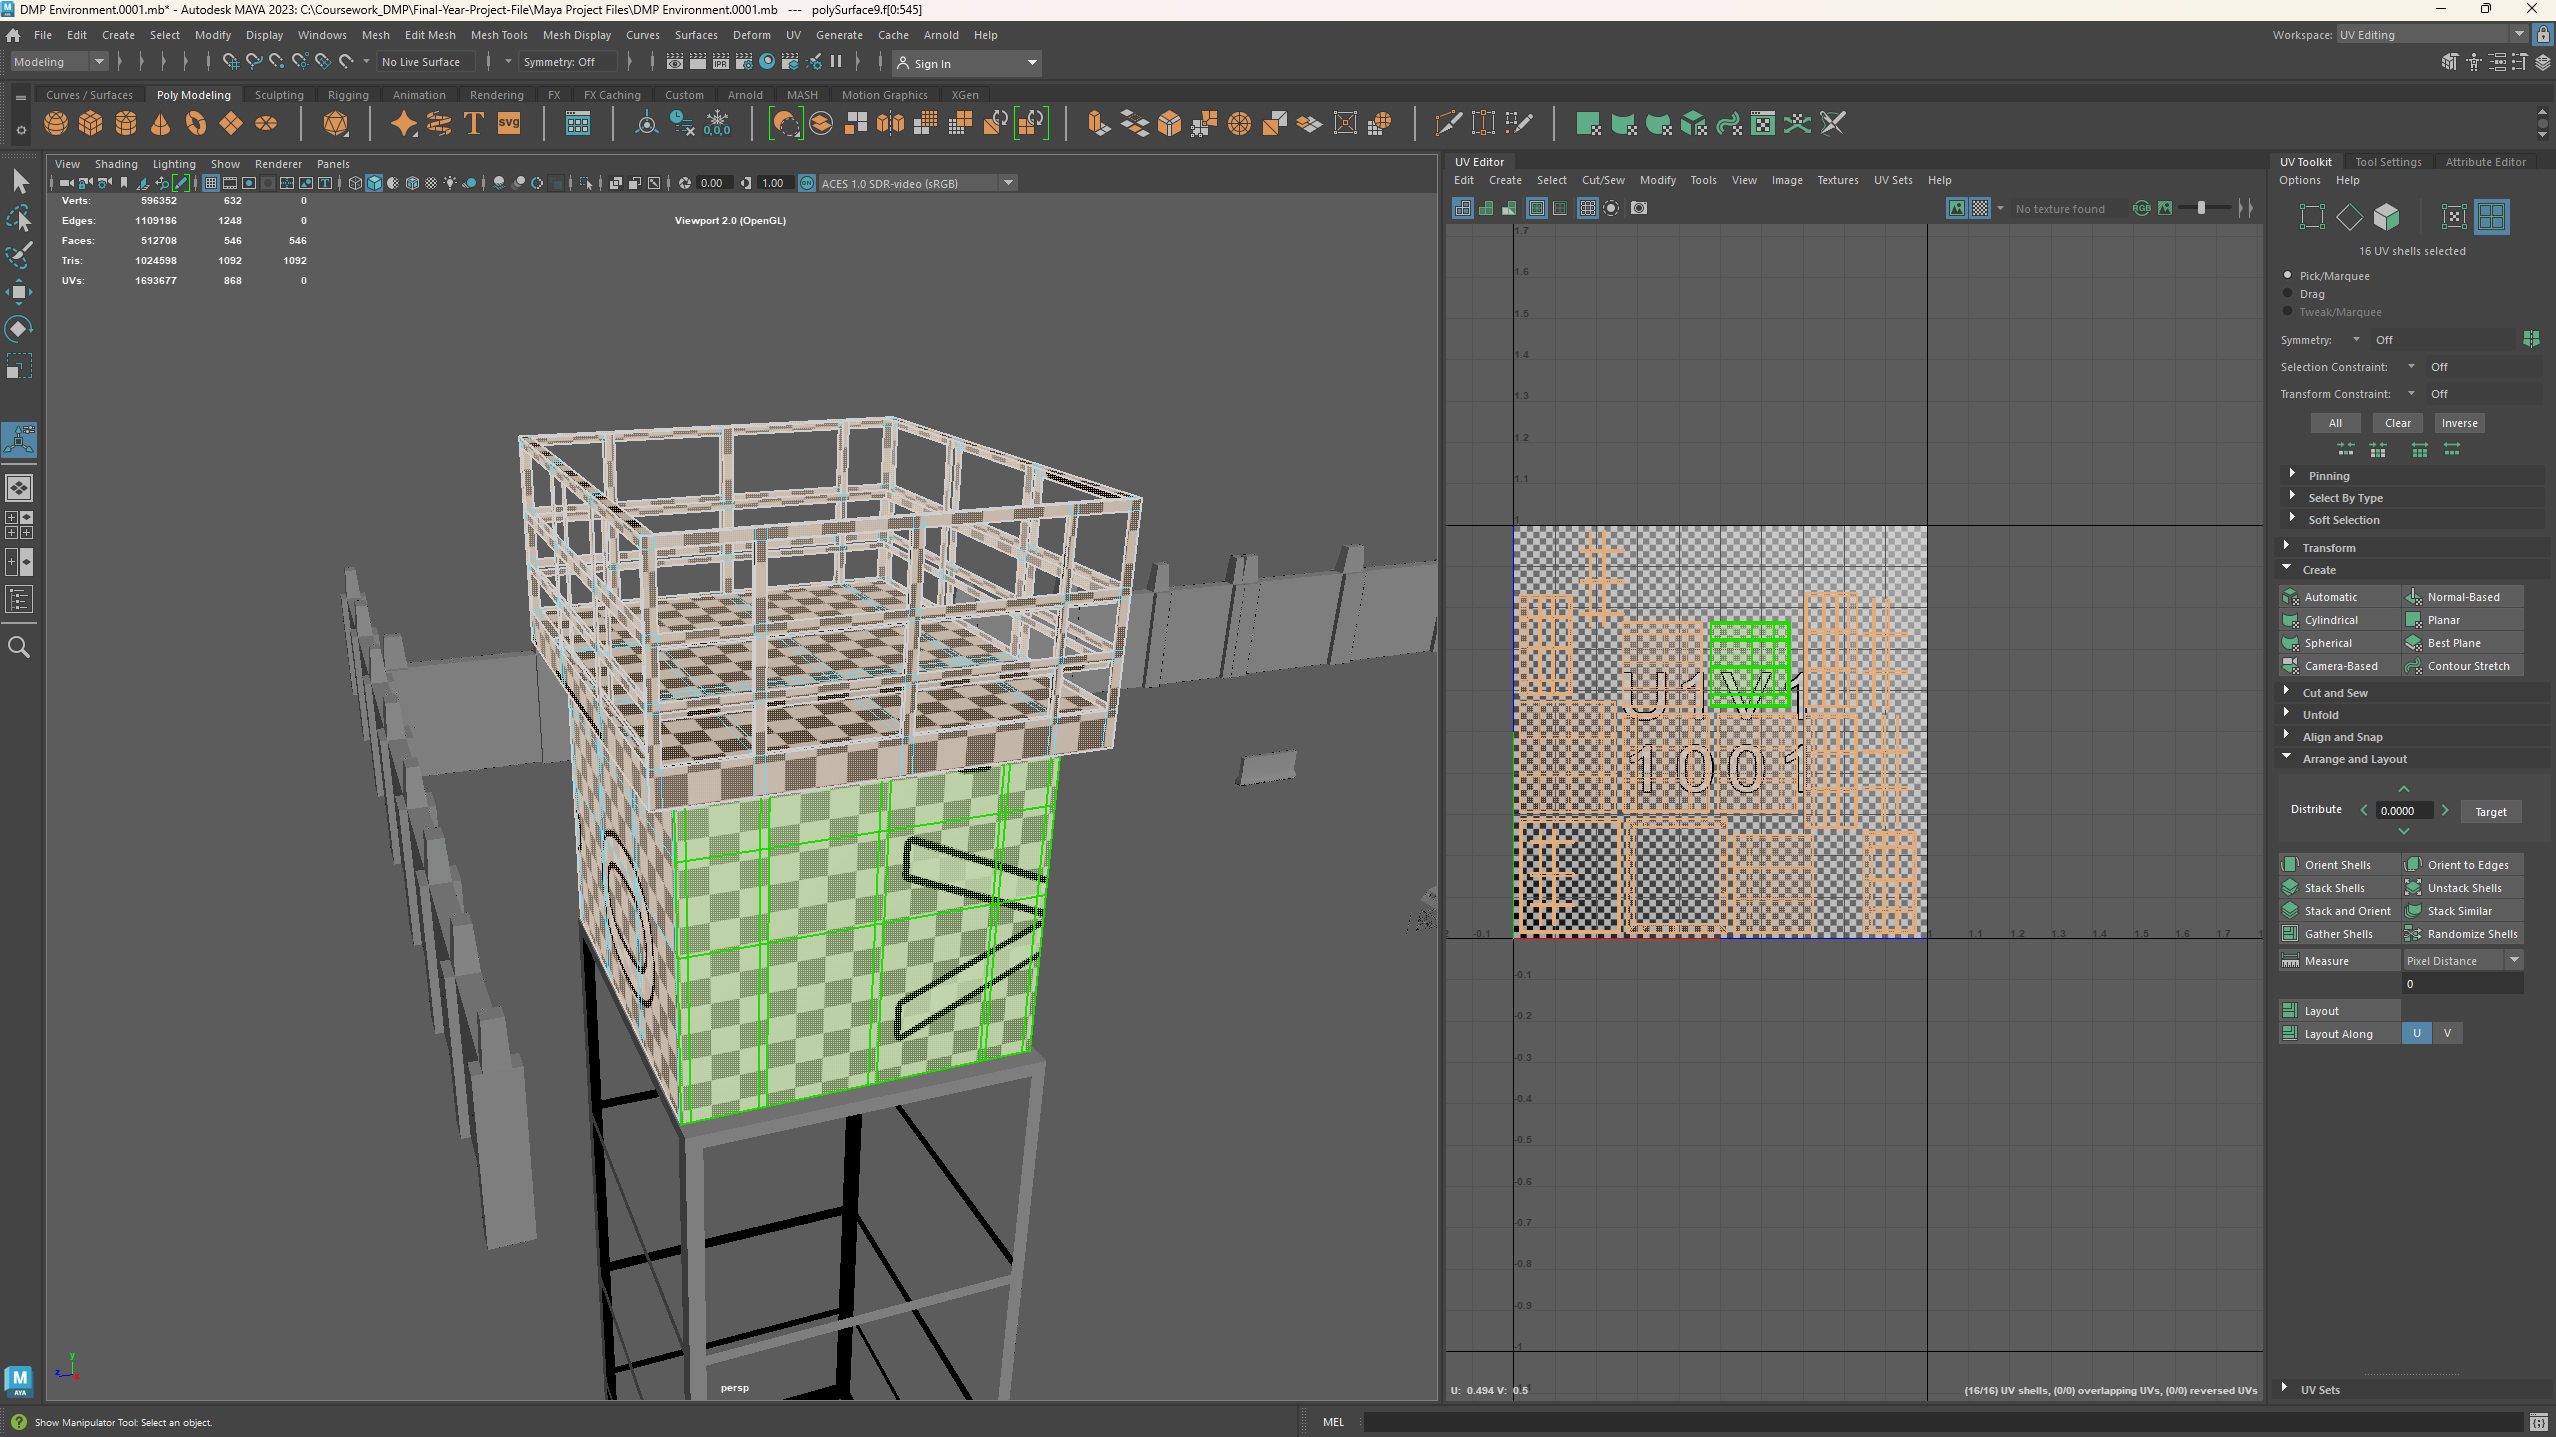 DMP Environment.0001.mb* - Autodesk MAYA 2023: C:\Coursework_DMP\Final-Year-Project-File\Maya Project Files\DMP Environment.0001.mb   ---   polySurface9.f[0:545]
File Edit Create Select Modify Display Windows Mesh Edit Mesh Mesh Tools Mesh Display Curves Surfaces Deform UV Generate Cache Arnold Help Workspace: UV Editing
Modeling No Live Surface Symmetry: Off Sign In
Curves / Surfaces Poly Modeling Sculpting Rigging Animation Rendering FX FX Caching Custom Arnold MASH Motion Graphics XGen
View Shading Lighting Show Renderer Panels
0.00 1.00 ACES 1.0 SDR-video (sRGB)
Verts: 596352 632 0
Edges: 1109186 1248 0
Faces: 512708 546 546
Tris: 1024598 1092 1092
UVs: 1693677 868 0
Viewport 2.0 (OpenGL)
persp
y
z
x
UV Editor
Edit Create Select Cut/Sew Modify Tools View Image Textures UV Sets Help
No texture found
1.7
1.6
1.5
1.4
1.3
1.2
1.1
1
U1V1
1001
-0.1 1 1.1 1.2 1.3 1.4 1.5 1.6 1.7
-0.1
-0.2
-0.3
-0.4
-0.5
-0.6
-0.7
-0.8
-0.9
-1
U: 0.494 V: 0.5 (16/16) UV shells, (0/0) overlapping UVs, (0/0) reversed UVs
UV Toolkit Tool Settings Attribute Editor
Options Help
16 UV shells selected
Pick/Marquee
Drag
Tweak/Marquee
Symmetry: Off
Selection Constraint: Off
Transform Constraint: Off
All Clear Inverse
Pinning
Select By Type
Soft Selection
Transform
Create
Automatic Normal-Based
Cylindrical Planar
Spherical Best Plane
Camera-Based Contour Stretch
Cut and Sew
Unfold
Align and Snap
Arrange and Layout
Distribute 0.0000 Target
Orient Shells Orient to Edges
Stack Shells Unstack Shells
Stack and Orient Stack Similar
Gather Shells Randomize Shells
Measure Pixel Distance
0
Layout
Layout Along U V
UV Sets
M
AYA
Show Manipulator Tool: Select an object. MEL